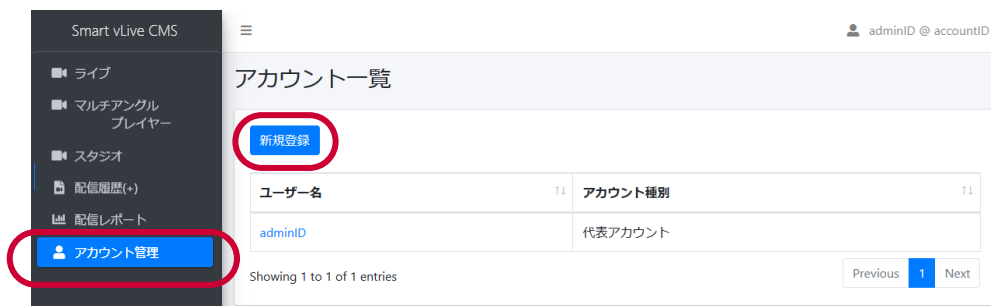 Smart vLive CMS
adminID @ accountID
ライブ
マルチアングル
プレイヤー
スタジオ
配信履歴(+)
配信レポート
アカウント管理
アカウント一覧
新規登録
ユーザー名 アカウント種別
adminID 代表アカウント
Showing 1 to 1 of 1 entries
Previous 1 Next